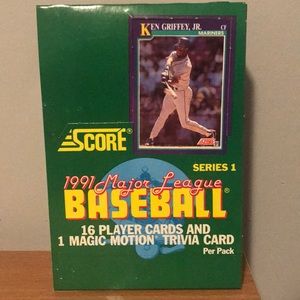 KEN GRIFFEY, JR.
CF
MARINERS
SCORE®
SERIES 1
1991 Major League
BASEBALL®
16 PLAYER CARDS AND
1 MAGIC MOTION TRIVIA CARD
Per Pack